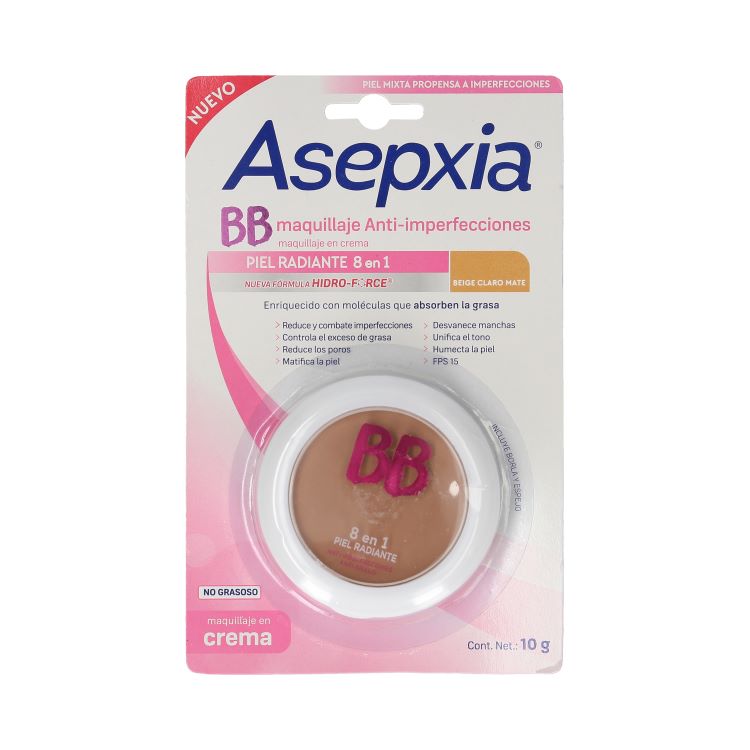 NUEVO
PIEL MIXTA PROPENSA A IMPERFECCIONES
Asepxia®
BB maquillaje Anti-imperfecciones
maquillaje en crema
PIEL RADIANTE 8 en 1
NUEVA FÓRMULA HIDRO-FORCE®
BEIGE CLARO MATE
Enriquecido con moléculas que absorben la grasa
> Reduce y combate imperfecciones
> Controla el exceso de grasa
> Reduce los poros
> Matifica la piel
> Desvanece manchas
> Unifica el tono
> Humecta la piel
> FPS 15
INCLUYE BORLA Y ESPEJO
BB
8 en 1
PIEL RADIANTE
NO GRASOSO
maquillaje en
crema
Cont. Net.: 10 g